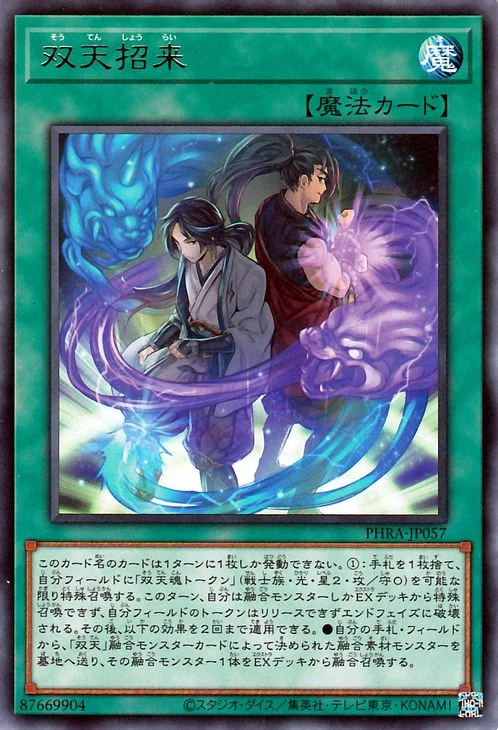 双天招来
魔
【魔法カード】
PHRA-JP057
このカード名のカードは1ターンに1枚しか発動できない。①:手札を1枚捨て、
自分フィールドに「双天魂トークン」(戦士族・光・星2・攻/守0)を可能な
限り特殊召喚する。このターン、自分は融合モンスターしかEXデッキから特殊
召喚できず、自分フィールドのトークンはリリースできずエンドフェイズに破壊
される。その後、以下の効果を2回まで適用できる。●自分の手札・フィールド
から、「双天」融合モンスターカードによって決められた融合素材モンスターを
墓地へ送り、その融合モンスター1体をEXデッキから融合召喚する。
87669904
©スタジオ・ダイス/集英社・テレビ東京・KONAMI